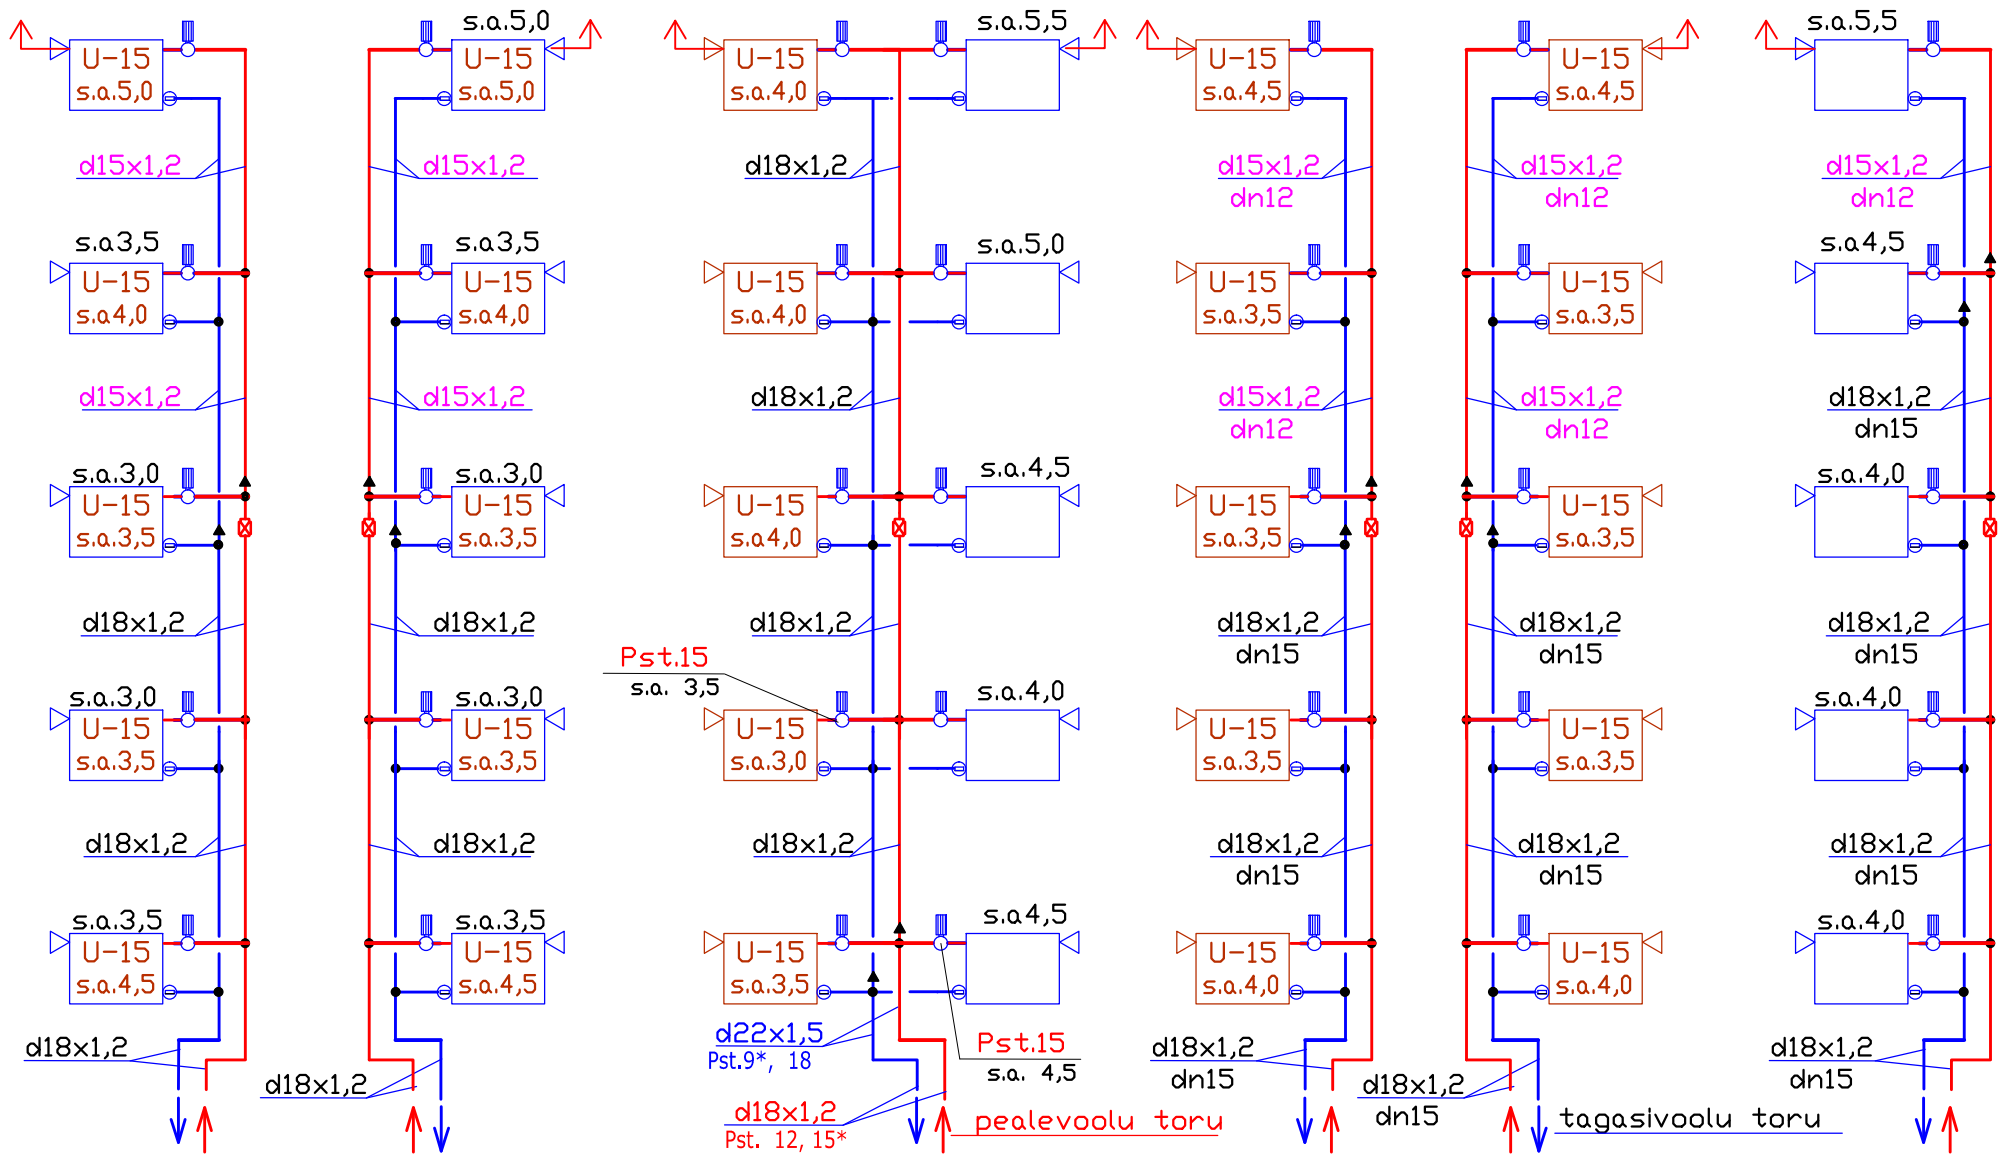 s.a.5,0
s.a.5,5
s.a.5,5
U-15
s.a.5,0
U-15
s.a.5,0
U-15
s.a.4,0
U-15
s.a.4,5
U-15
s.a.4,5
d15x1,2
d15x1,2
d18x1,2
d15x1,2
dn12
d15x1,2
dn12
d15x1,2
dn12
s.a3,5
s.a3,5
s.a.5,0
s.a4,5
U-15
s.a4,0
U-15
s.a4,0
U-15
s.a4,0
U-15
s.a.3,5
U-15
s.a.3,5
d15x1,2
d15x1,2
d18x1,2
d15x1,2
dn12
d15x1,2
dn12
d18x1,2
dn15
s.a.3,0
s.a.3,0
s.a.4,5
s.a.4,0
U-15
s.a.3,5
U-15
s.a.3,5
U-15
s.a4,0
U-15
s.a.3,5
U-15
s.a.3,5
d18x1,2
d18x1,2
d18x1,2
d18x1,2
dn15
d18x1,2
dn15
d18x1,2
dn15
Pst.15
s.a. 3,5
s.a.3,0
s.a.3,0
s.a.4,0
s.a.4,0
U-15
s.a.3,5
U-15
s.a.3,5
U-15
s.a.3,0
U-15
s.a.3,5
U-15
s.a.3,5
d18x1,2
d18x1,2
d18x1,2
d18x1,2
dn15
d18x1,2
dn15
d18x1,2
dn15
s.a.3,5
s.a.3,5
s.a4,5
s.a.4,0
U-15
s.a.4,5
U-15
s.a.4,5
U-15
s.a.3,5
U-15
s.a.4,0
U-15
s.a.4,0
d18x1,2
d18x1,2
d22x1,5
Pst.9*, 18
Pst.15
s.a. 4,5
d18x1,2
dn15
d18x1,2
dn15
d18x1,2
dn15
d18x1,2
Pst. 12, 15*
pealevoolu toru
tagasivoolu toru